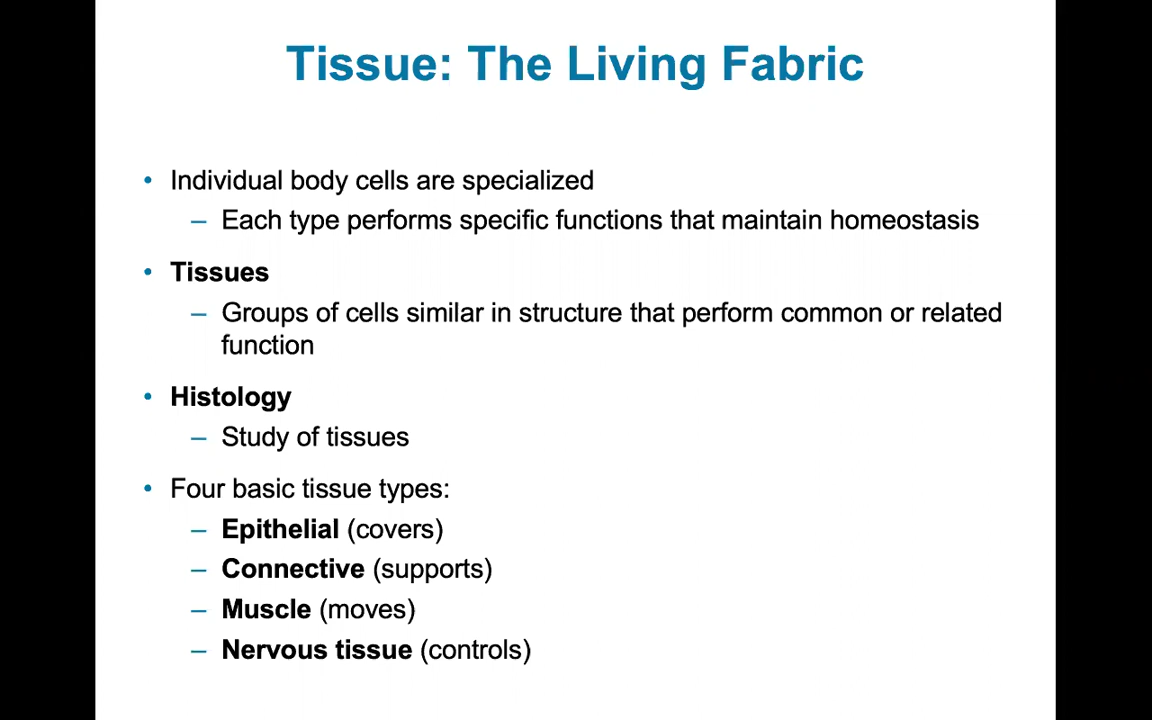 Tissue: The Living Fabric
• Individual body cells are specialized
– Each type performs specific functions that maintain homeostasis
• Tissues
– Groups of cells similar in structure that perform common or related
function
• Histology
– Study of tissues
• Four basic tissue types:
– Epithelial (covers)
– Connective (supports)
– Muscle (moves)
– Nervous tissue (controls)